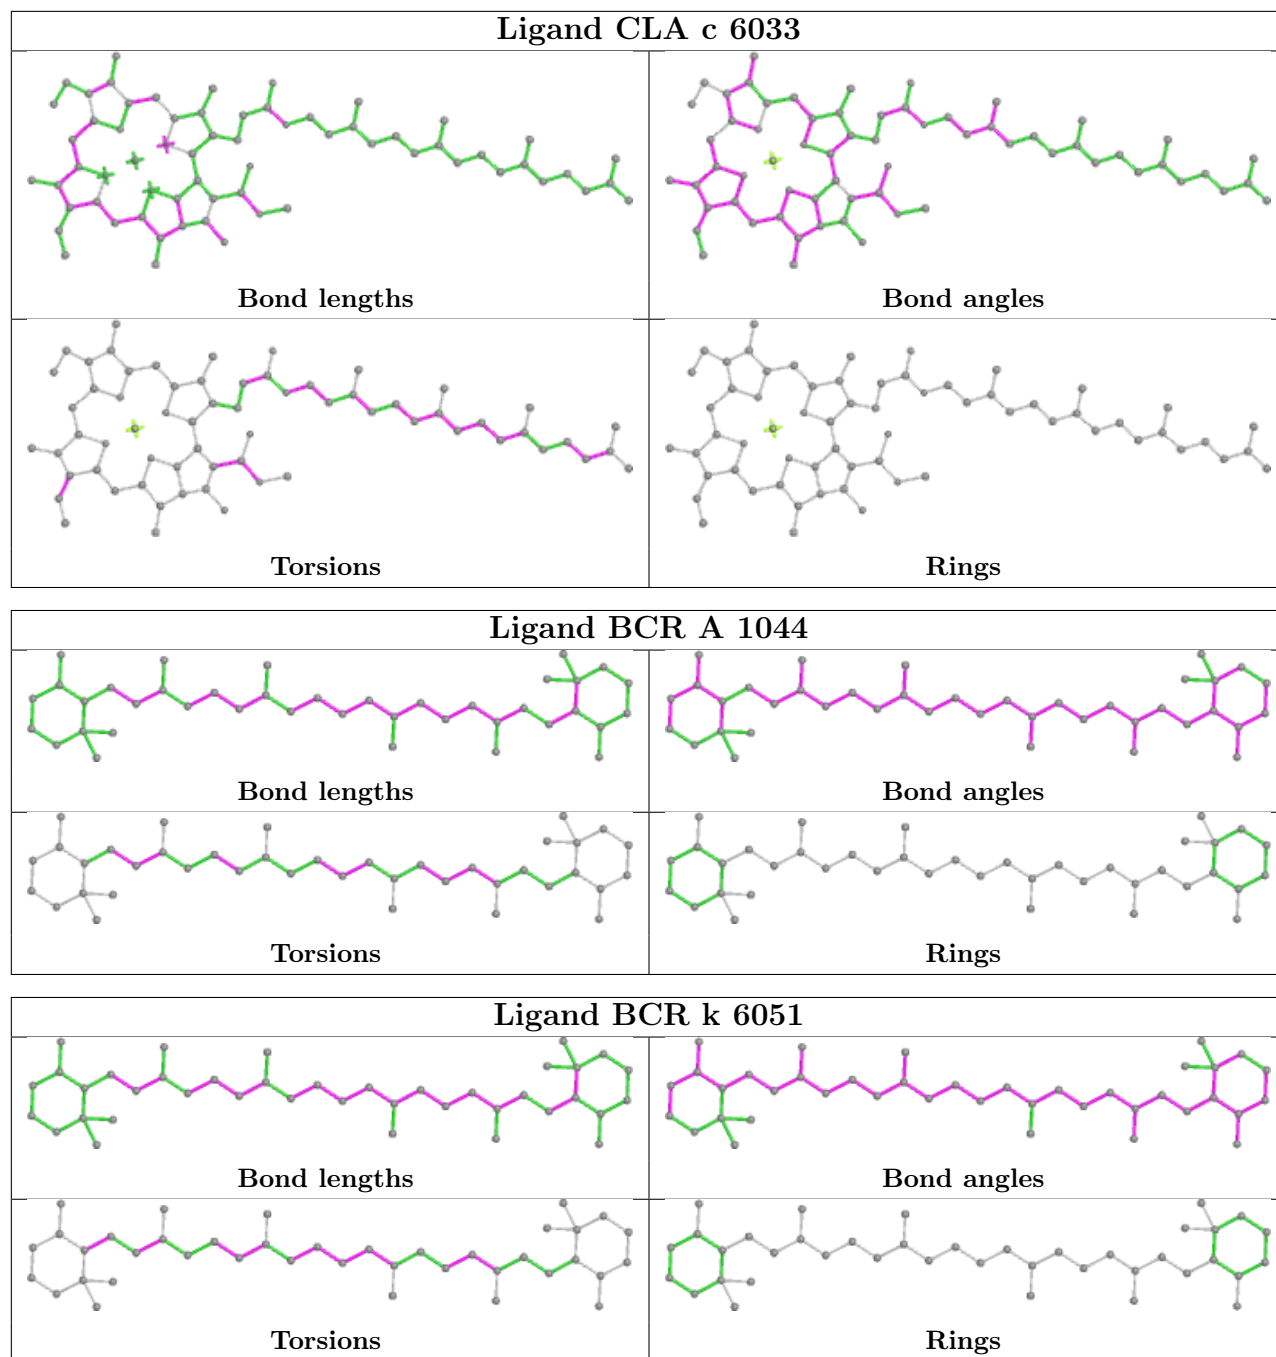 Ligand CLA c 6033
Bond lengths
Bond angles
Torsions
Rings
Ligand BCR A 1044
Bond lengths
Bond angles
Torsions
Rings
Ligand BCR k 6051
Bond lengths
Bond angles
Torsions
Rings